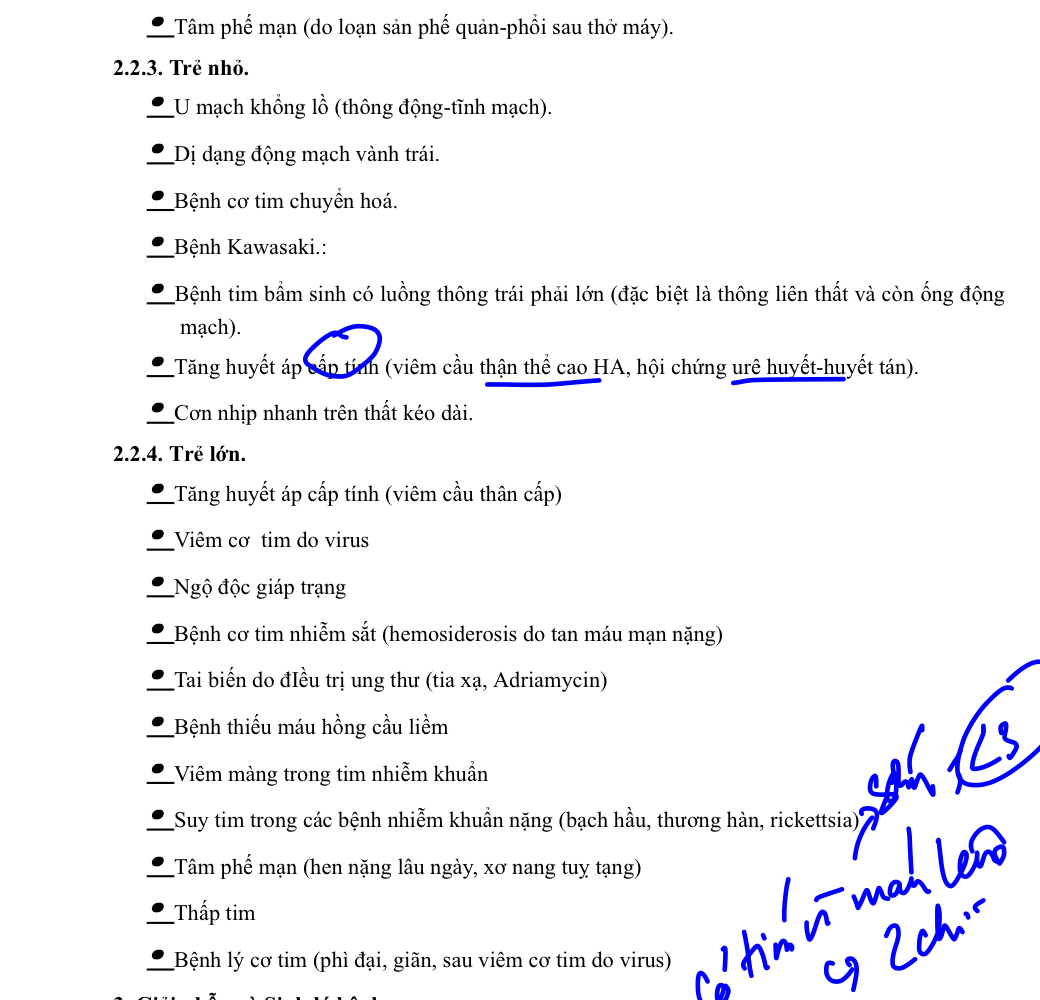 Tâm phế mạn (do loạn sản phế quản-phổi sau thở máy).
2.2.3. Trẻ nhỏ.
U mạch khổng lồ (thông động-tĩnh mạch).
Dị dạng động mạch vành trái.
Bệnh cơ tim chuyển hoá.
Bệnh Kawasaki.:
Bệnh tim bẩm sinh có luồng thông trái phải lớn (đặc biệt là thông liên thất và còn ống động
mạch).
Tăng huyết áp cấp tính (viêm cầu thận thể cao HA, hội chứng urê huyết-huyết tán).
Cơn nhịp nhanh trên thất kéo dài.
2.2.4. Trẻ lớn.
Tăng huyết áp cấp tính (viêm cầu thân cấp)
Viêm cơ  tim do virus
Ngộ độc giáp trạng
Bệnh cơ tim nhiễm sắt (hemosiderosis do tan máu mạn nặng)
Tai biến do đIều trị ung thư (tia xạ, Adriamycin)
Bệnh thiếu máu hồng cầu liềm
Viêm màng trong tim nhiễm khuẩn
Suy tim trong các bệnh nhiễm khuẩn nặng (bạch hầu, thương hàn, rickettsia)
Tâm phế mạn (hen nặng lâu ngày, xơ nang tuỵ tạng)
Thấp tim
Bệnh lý cơ tim (phì đại, giãn, sau viêm cơ tim do virus)
tím vì
2 chi